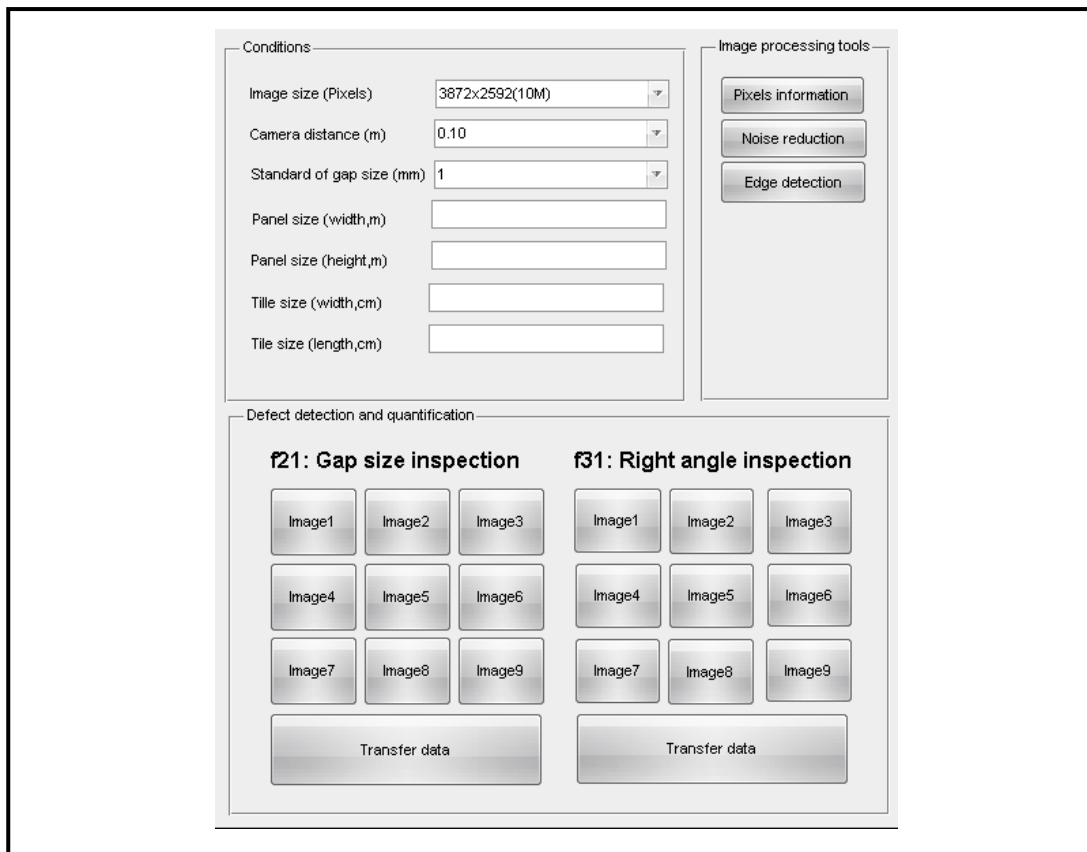 Conditions
Image size (Pixels) 3872x2592(10M)
Camera distance (m) 0.10
Standard of gap size (mm) 1
Panel size (width,m)
Panel size (height,m)
Tille size (width,cm)
Tile size (length,cm)
Image processing tools
Pixels information
Noise reduction
Edge detection
Defect detection and quantification
f21: Gap size inspection
Image1 Image2 Image3
Image4 Image5 Image6
Image7 Image8 Image9
Transfer data
f31: Right angle inspection
Image1 Image2 Image3
Image4 Image5 Image6
Image7 Image8 Image9
Transfer data